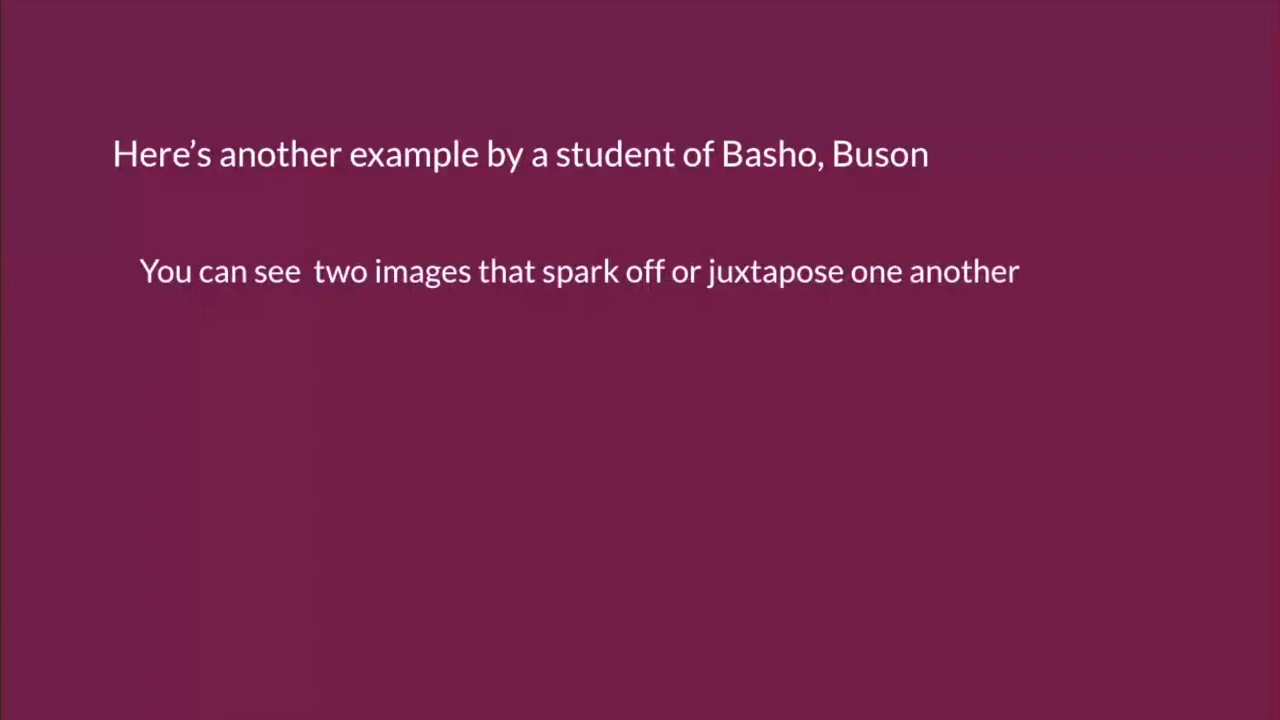 Here’s another example by a student of Basho, Buson
You can see  two images that spark off or juxtapose one another